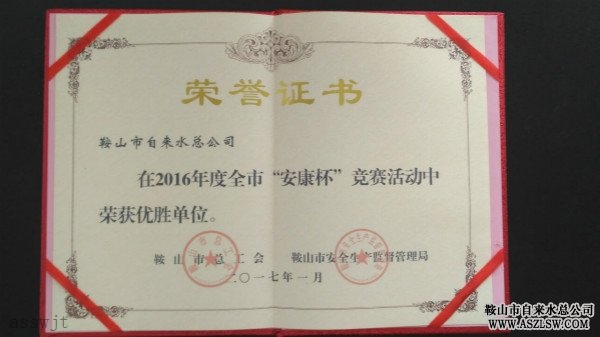 荣誉证书
鞍山市自来水总公司
在2016年度全市“安康杯”竞赛活动中
荣获优胜单位。
鞍山市总工会 鞍山市安全生产监督管理局
二〇一七年一月
asswjt
鞍山市自来水总公司
WWW.ASZLSW.COM